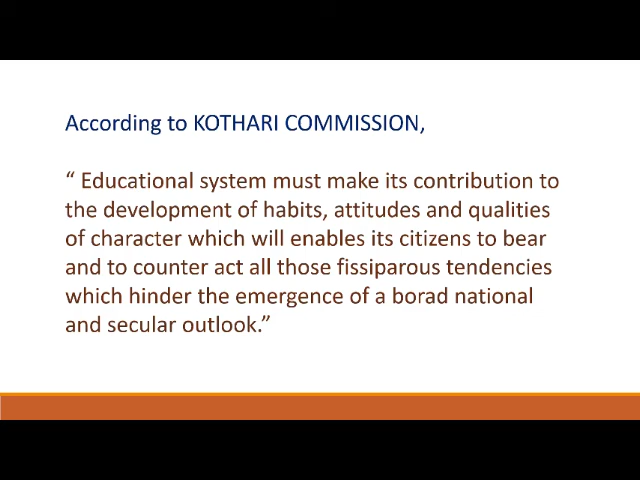 According to KOTHARI COMMISSION,
“ Educational system must make its contribution to
the development of habits, attitudes and qualities
of character which will enables its citizens to bear
and to counter act all those fissiparous tendencies
which hinder the emergence of a borad national
and secular outlook.”